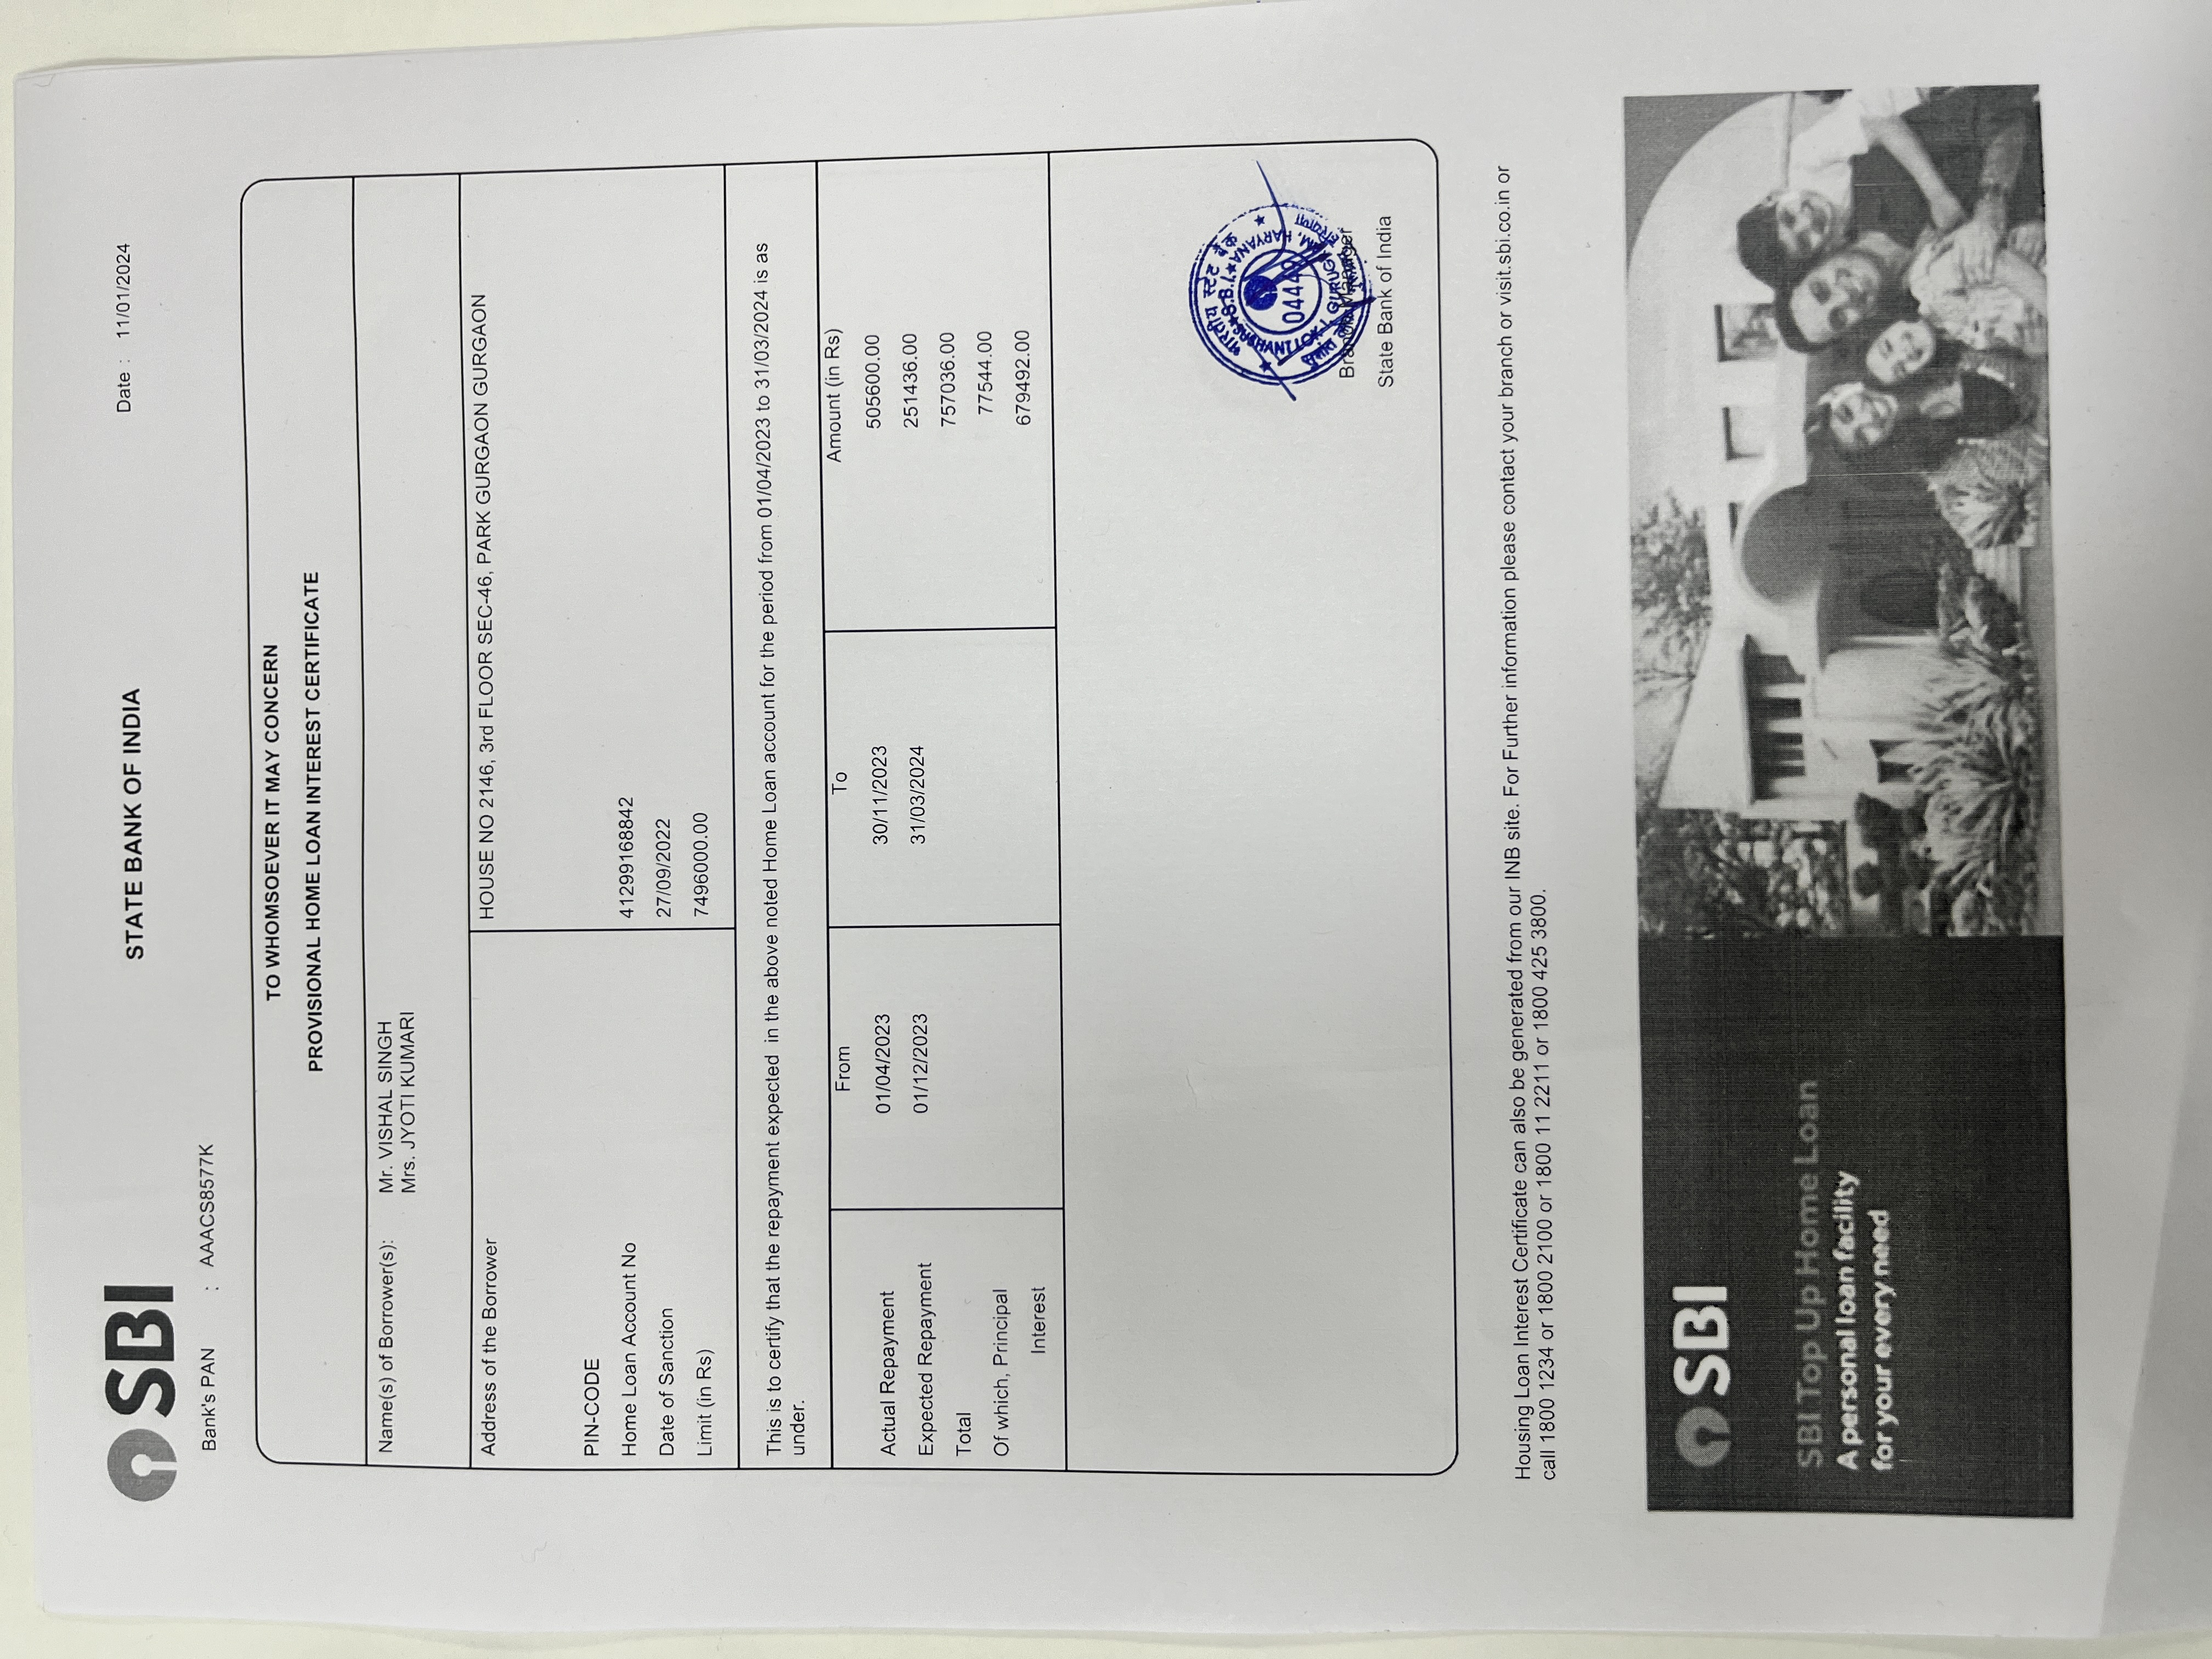 SBI
STATE BANK OF INDIA
Date : 11/01/2024
Bank's PAN : AAACS8577K
TO WHOMSOEVER IT MAY CONCERN
PROVISIONAL HOME LOAN INTEREST CERTIFICATE
Name(s) of Borrower(s): Mr. VISHAL SINGH
Mrs. JYOTI KUMARI
Address of the Borrower HOUSE NO 2146, 3rd FLOOR SEC-46, PARK GURGAON GURGAON
PIN-CODE
Home Loan Account No 41299168842
Date of Sanction 27/09/2022
Limit (in Rs) 7496000.00
This is to certify that the repayment expected in the above noted Home Loan account for the period from 01/04/2023 to 31/03/2024 is as
under.
From To Amount (in Rs)
Actual Repayment 01/04/2023 30/11/2023 505600.00
Expected Repayment 01/12/2023 31/03/2024 251436.00
Total 757036.00
Of which, Principal 77544.00
Interest 679492.00
भारतीय स्टेट बैंक
S.B.I.
LOK-I, GURUGRAM, HARYANA
हरियाणा
Branch Manager
State Bank of India
Housing Loan Interest Certificate can also be generated from our INB site. For Further information please contact your branch or visit.sbi.co.in or
call 1800 1234 or 1800 2100 or 1800 11 2211 or 1800 425 3800.
SBI
SBI Top Up Home Loan
A personal loan facility
for your every need